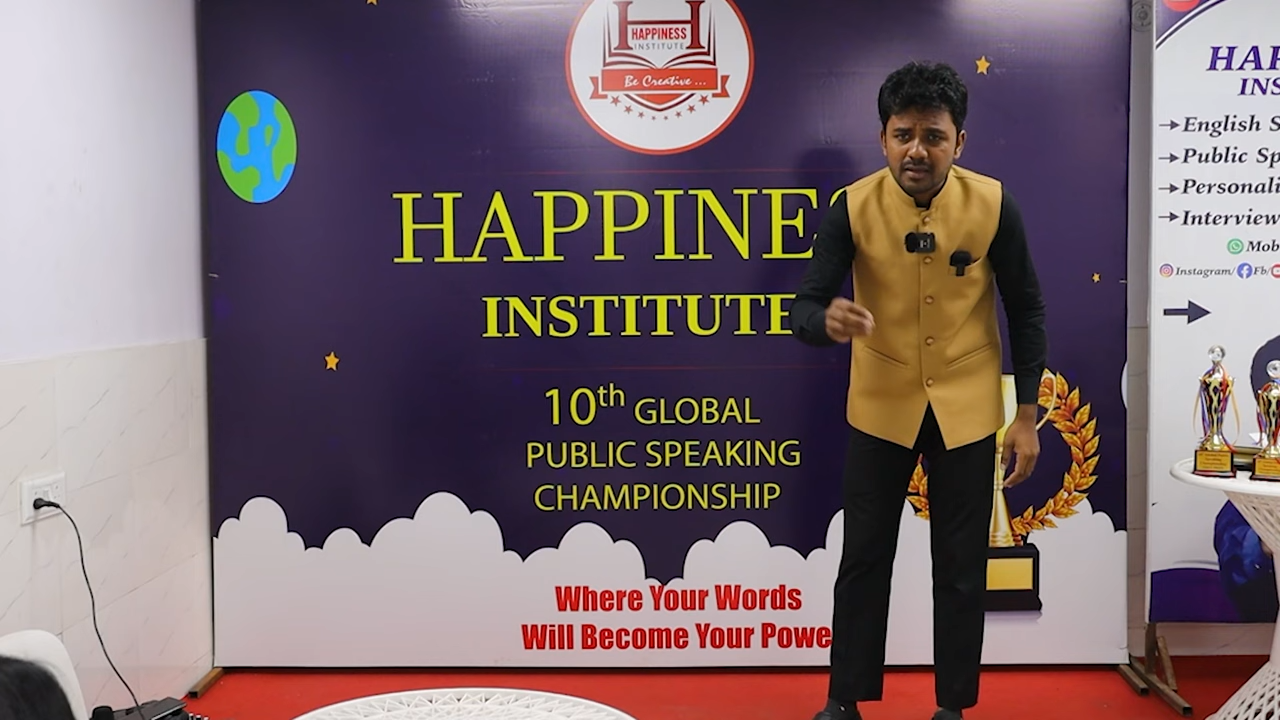 HAPPINESS
INSTITUTE
Be Creative ...
HAPPINES
INSTITUTE
10th GLOBAL
PUBLIC SPEAKING
CHAMPIONSHIP
Where Your Words
Will Become Your Powe
HAP
INS
English S
Public Sp
Personali
Interview
Mob
Instagram/ Fb/